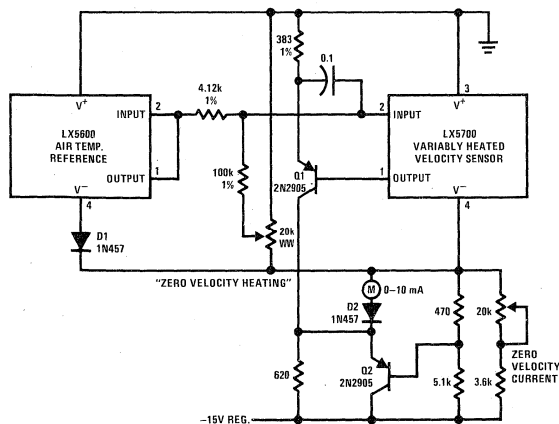 383
1%
0.1
4.12k
1%
V+
INPUT
2
LX5600
AIR TEMP.
REFERENCE
OUTPUT
1
V−
4
3
V+
2
INPUT
LX5700
VARIABLY HEATED
VELOCITY SENSOR
1
OUTPUT
V−
4
100k
1%
Q1
2N2905
20k
WW
D1
1N457
"ZERO VELOCITY HEATING"
M
0–10 mA
D2
1N457
470
20k
ZERO
VELOCITY
CURRENT
Q2
2N2905
620
5.1k
3.6k
−15V REG.